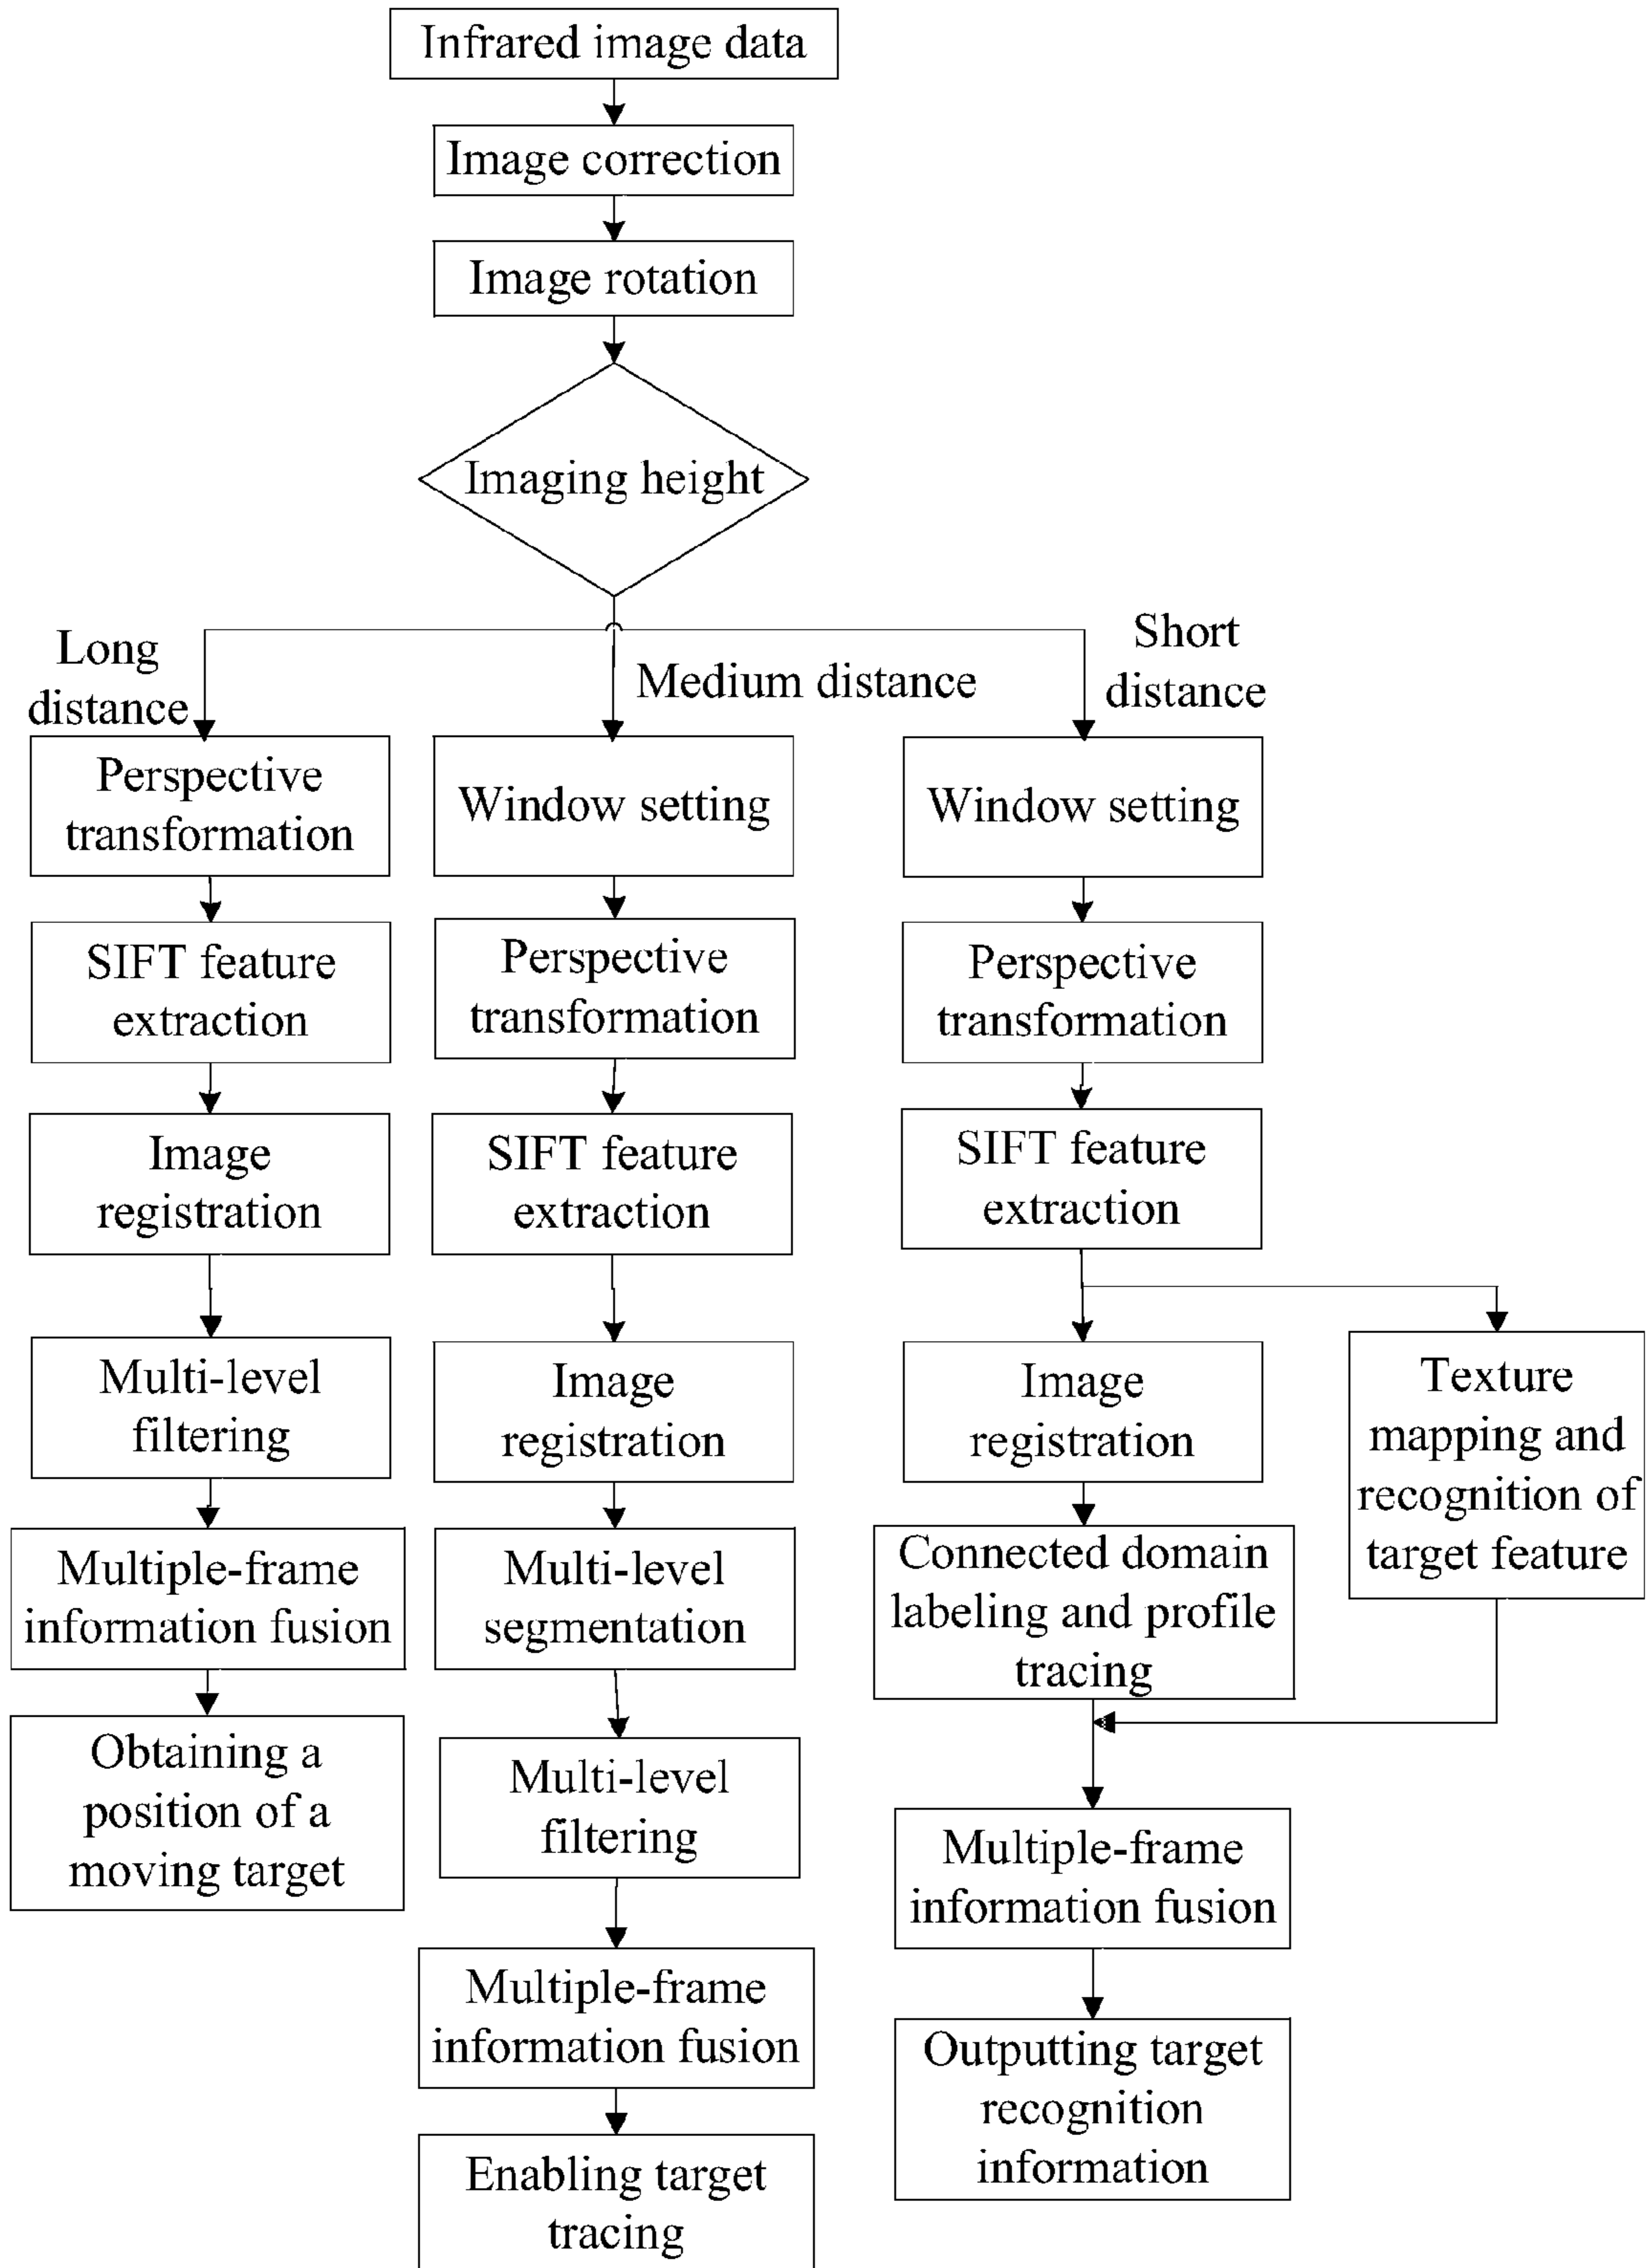 Infrared image data
Image correction
Image rotation
Imaging height
Long
distance
Medium distance
Short
distance
Perspective
transformation
SIFT feature
extraction
Image
registration
Multi-level
filtering
Multiple-frame
information fusion
Obtaining a
position of a
moving target
Window setting
Perspective
transformation
SIFT feature
extraction
Image
registration
Multi-level
segmentation
Multi-level
filtering
Multiple-frame
information fusion
Enabling target
tracing
Window setting
Perspective
transformation
SIFT feature
extraction
Image
registration
Connected domain
labeling and profile
tracing
Texture
mapping and
recognition of
target feature
Multiple-frame
information fusion
Outputting target
recognition
information